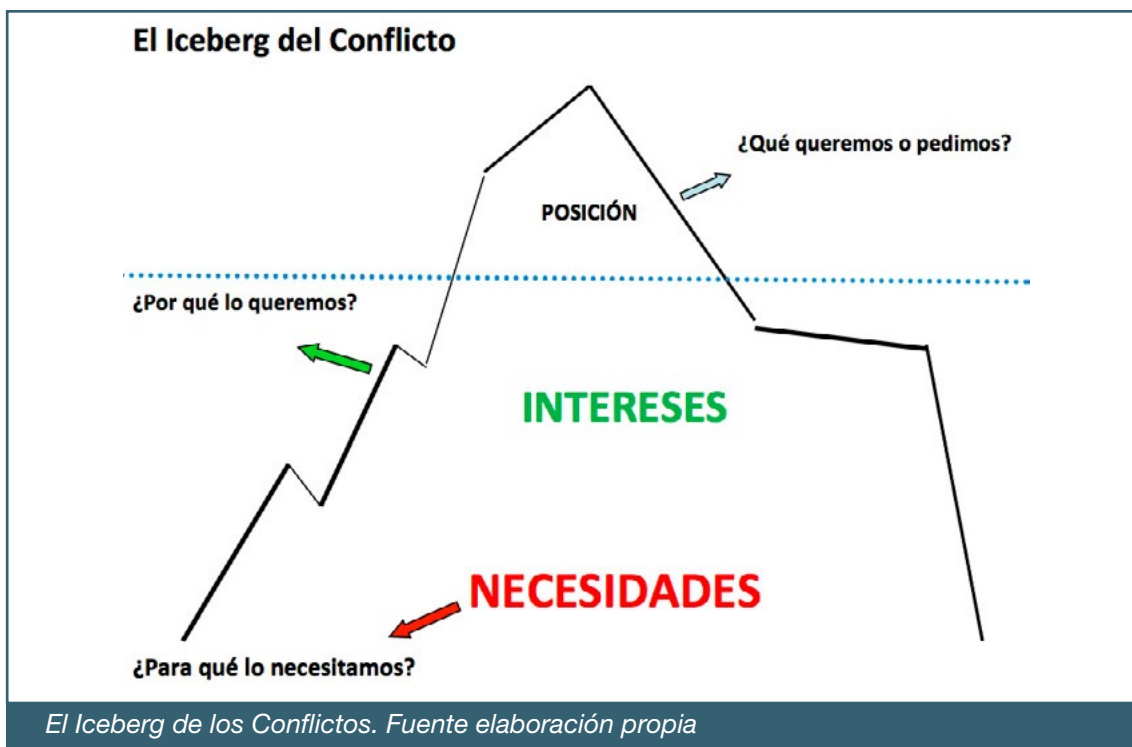 El Iceberg del Conflicto
¿Qué queremos o pedimos?
POSICIÓN
¿Por qué lo queremos?
INTERESES
NECESIDADES
¿Para qué lo necesitamos?
El Iceberg de los Conflictos. Fuente elaboración propia